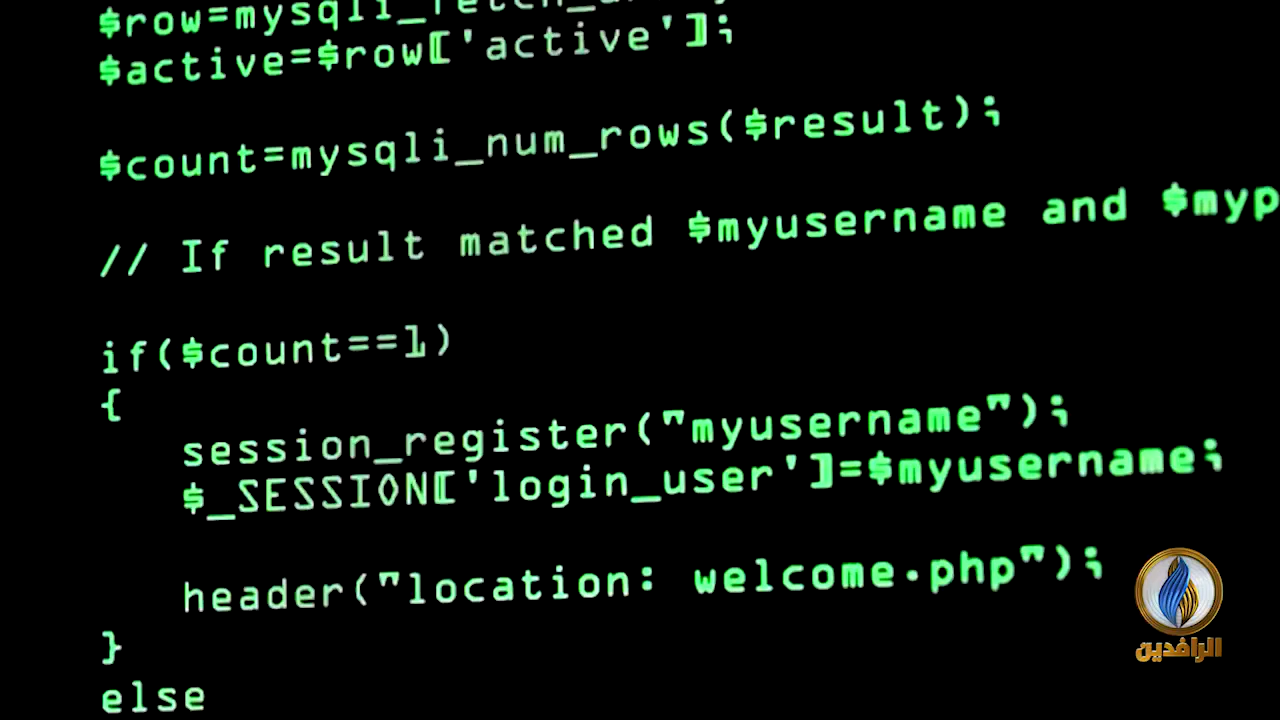 $active=$row['active'];
$count=mysqli_num_rows($result);
// If result matched $myusername and
if($count==1)
{
session_register("myusername");
$_SESSION['login_user']=$myusername;
header("location: welcome.php");
}
else
الرافدين